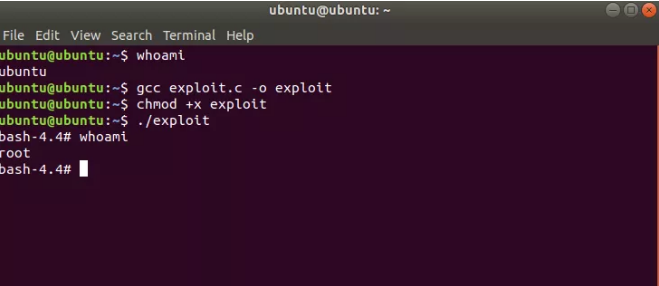 ubuntu@ubuntu: ~
File Edit View Search Terminal Help
ubuntu@ubuntu:~$ whoami
ubuntu
ubuntu@ubuntu:~$ gcc exploit.c -o exploit
ubuntu@ubuntu:~$ chmod +x exploit
ubuntu@ubuntu:~$ ./exploit
bash-4.4# whoami
root
bash-4.4#